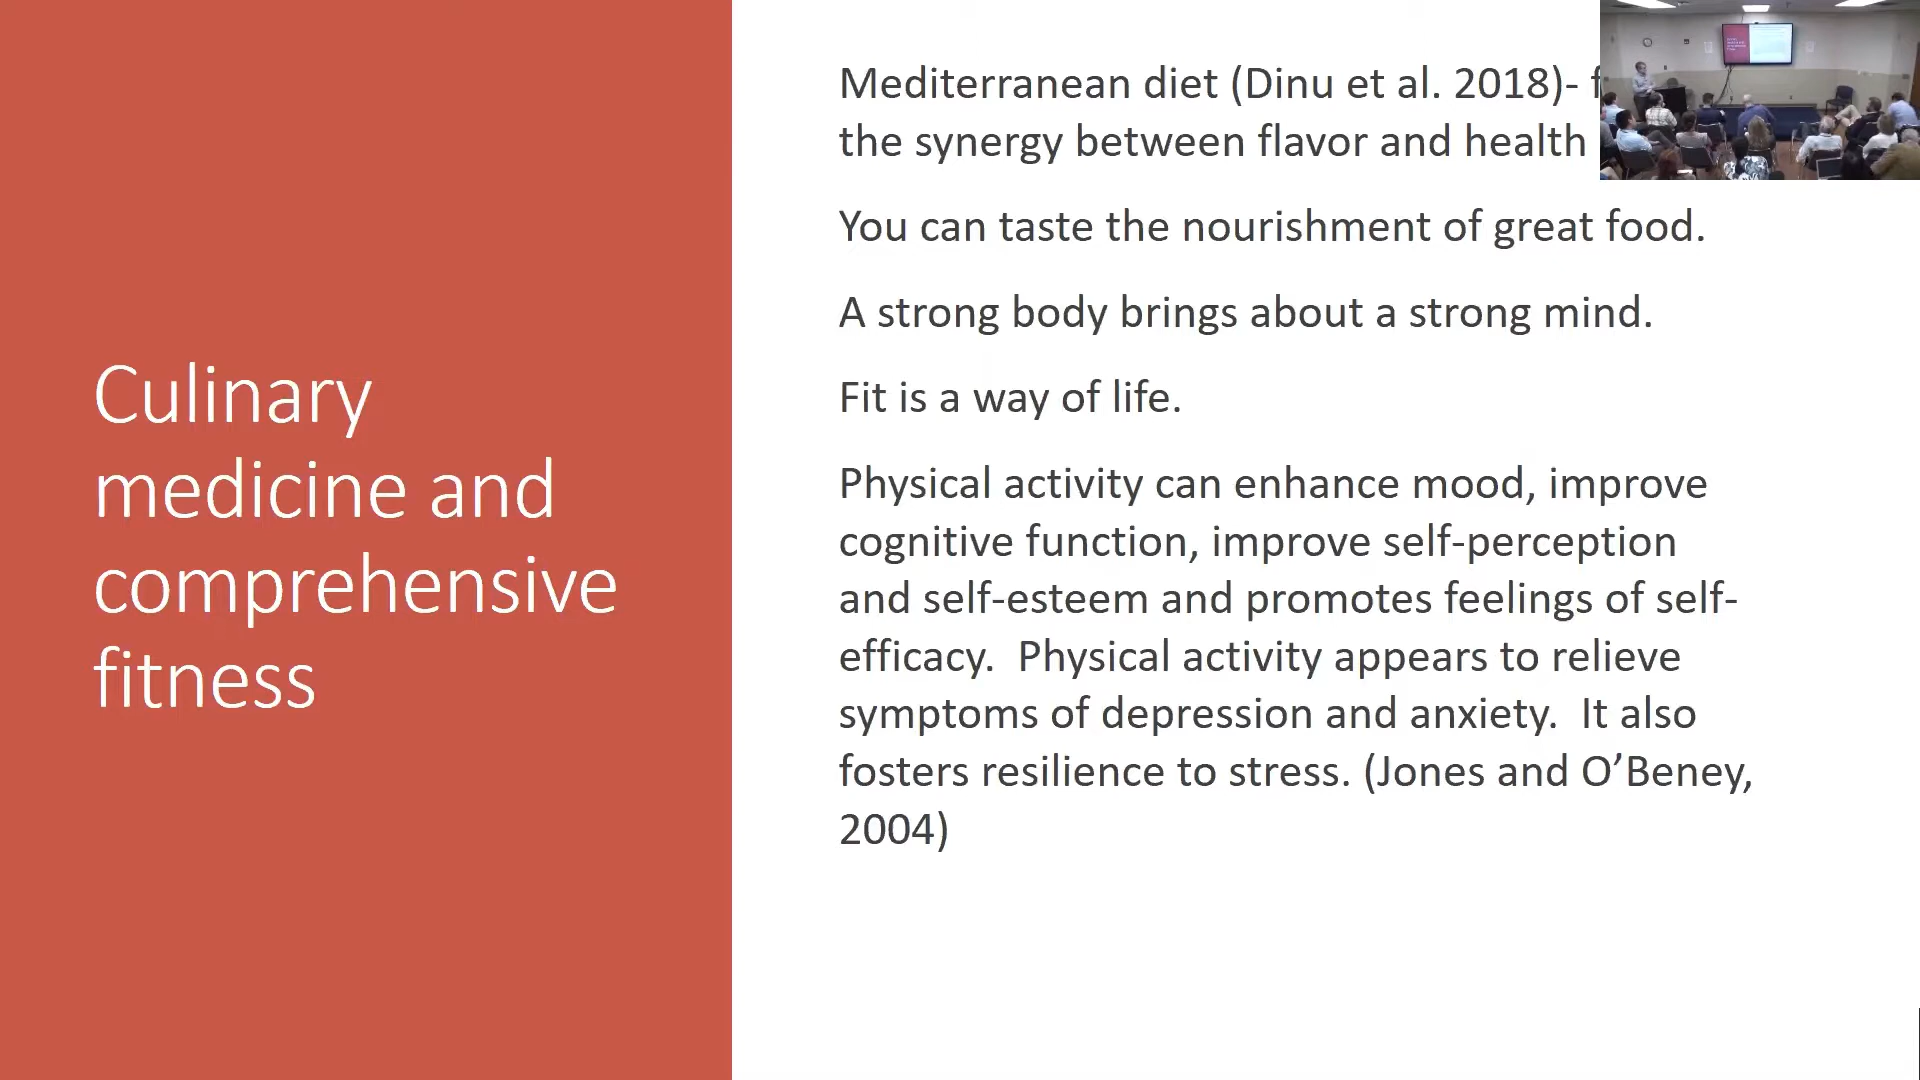 Culinary
medicine and
comprehensive
fitness
Mediterranean diet (Dinu et al. 2018)-
the synergy between flavor and health
You can taste the nourishment of great food.
A strong body brings about a strong mind.
Fit is a way of life.
Physical activity can enhance mood, improve
cognitive function, improve self-perception
and self-esteem and promotes feelings of self-
efficacy.  Physical activity appears to relieve
symptoms of depression and anxiety.  It also
fosters resilience to stress. (Jones and O’Beney,
2004)